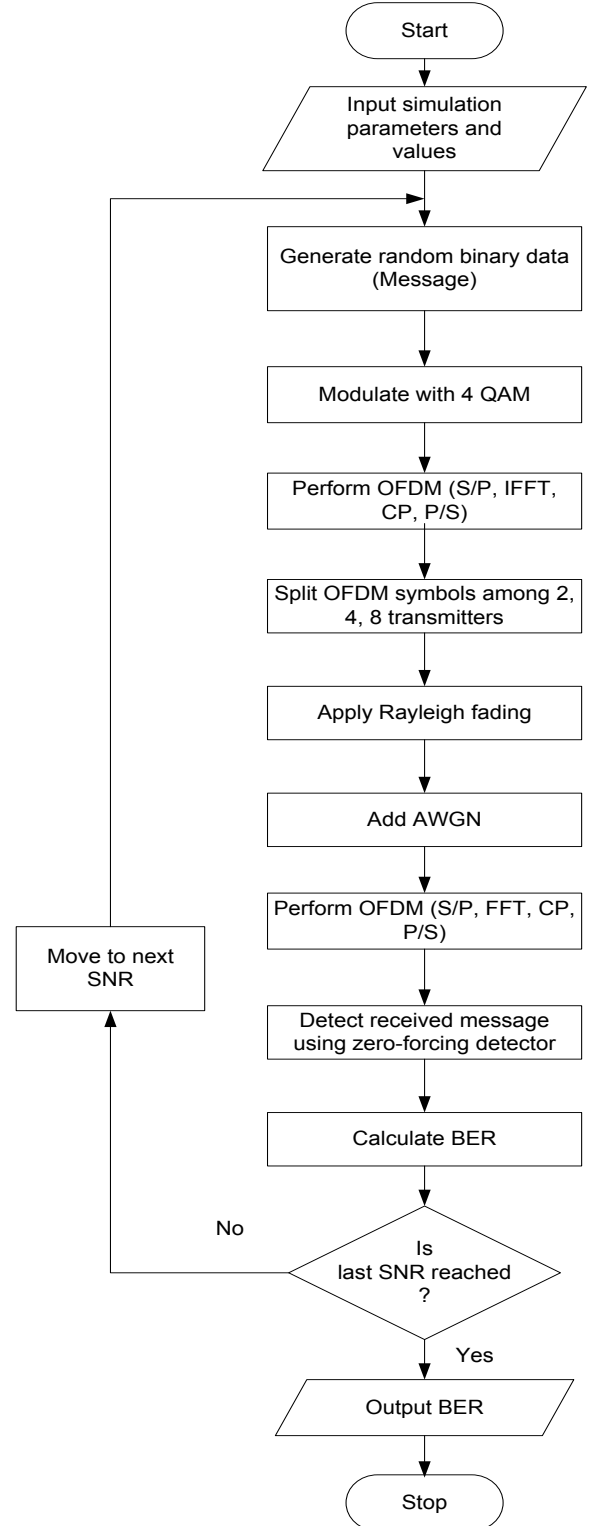 Start
Input simulation
parameters and
values
Generate random binary data
(Message)
Modulate with 4 QAM
Perform OFDM (S/P, IFFT,
CP, P/S)
Split OFDM symbols among 2,
4, 8 transmitters
Apply Rayleigh fading
Add AWGN
Perform OFDM (S/P, FFT, CP,
P/S)
Move to next
SNR
Detect received message
using zero-forcing detector
Calculate BER
No
Is
last SNR reached
?
Yes
Output BER
Stop